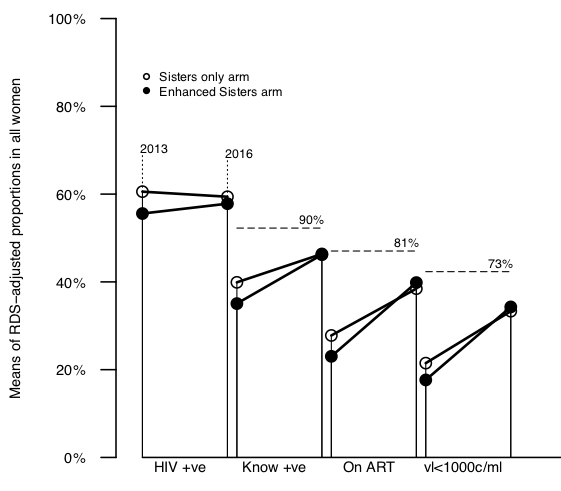 Means of RDS−adjusted proportions in all women
100%
80%
60%
40%
20%
0%
Sisters only arm
Enhanced Sisters arm
2013
2016
90%
81%
73%
HIV +ve
Know +ve
On ART
vl<1000c/ml